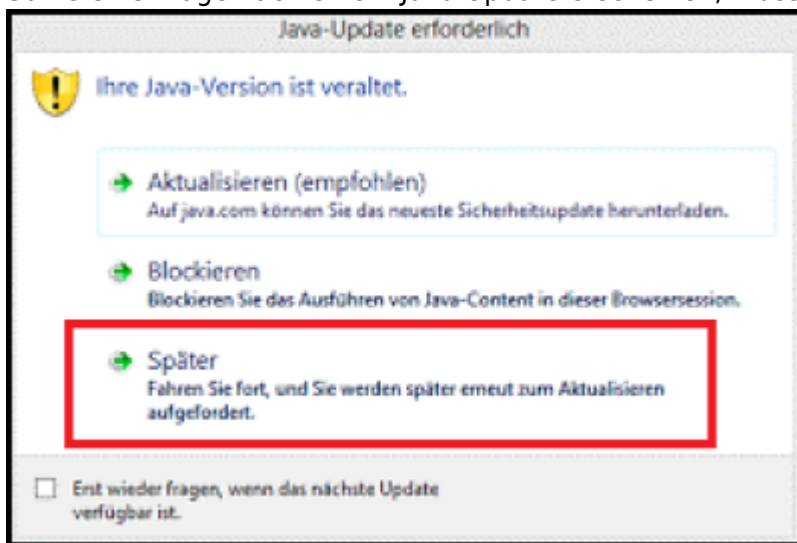 Java-Update erforderlich
Ihre Java-Version ist veraltet.
Aktualisieren (empfohlen)
Auf java.com können Sie das neueste Sicherheitsupdate herunterladen.
Blockieren
Blockieren Sie das Ausführen von Java-Content in dieser Browsersession.
Später
Fahren Sie fort, und Sie werden später erneut zum Aktualisieren
aufgefordert.
Erst wieder fragen, wenn das nächste Update
verfügbar ist.